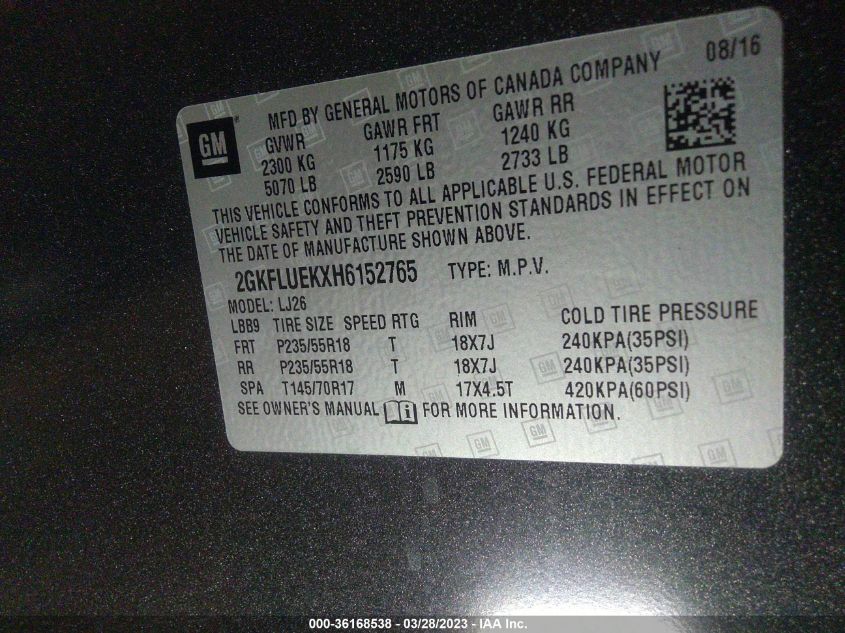 08/16
GM ®
MFD BY GENERAL MOTORS OF CANADA COMPANY
GVWR GAWR FRT GAWR RR
2300 KG 1175 KG 1240 KG
5070 LB 2590 LB 2733 LB
THIS VEHICLE CONFORMS TO ALL APPLICABLE U.S. FEDERAL MOTOR
VEHICLE SAFETY AND THEFT PREVENTION STANDARDS IN EFFECT ON
THE DATE OF MANUFACTURE SHOWN ABOVE.
2GKFLUEKXH6152765 TYPE: M.P.V.
MODEL: LJ26
LBB9 TIRE SIZE SPEED RTG RIM COLD TIRE PRESSURE
FRT P235/55R18 T 18X7J 240KPA(35PSI)
RR P235/55R18 T 18X7J 240KPA(35PSI)
SPA T145/70R17 M 17X4.5T 420KPA(60PSI)
SEE OWNER'S MANUAL i FOR MORE INFORMATION.
000-36168538 - 03/28/2023 - IAA Inc.